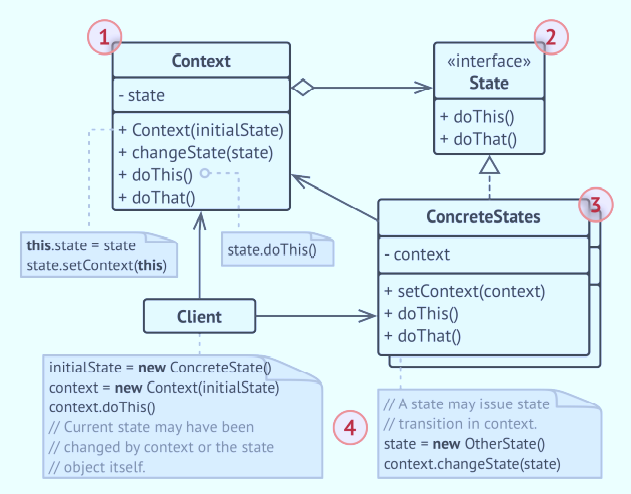 1
Context
- state
+ Context(initialState)
+ changeState(state)
+ doThis()
+ doThat()
2
«interface»
State
+ doThis()
+ doThat()
3
ConcreteStates
- context
+ setContext(context)
+ doThis()
+ doThat()
this.state = state
state.setContext(this)
state.doThis()
Client
initialState = new ConcreteState()
context = new Context(initialState)
context.doThis()
// Current state may have been
// changed by context or the state
// object itself.
4
// A state may issue state
// transition in context.
state = new OtherState()
context.changeState(state)